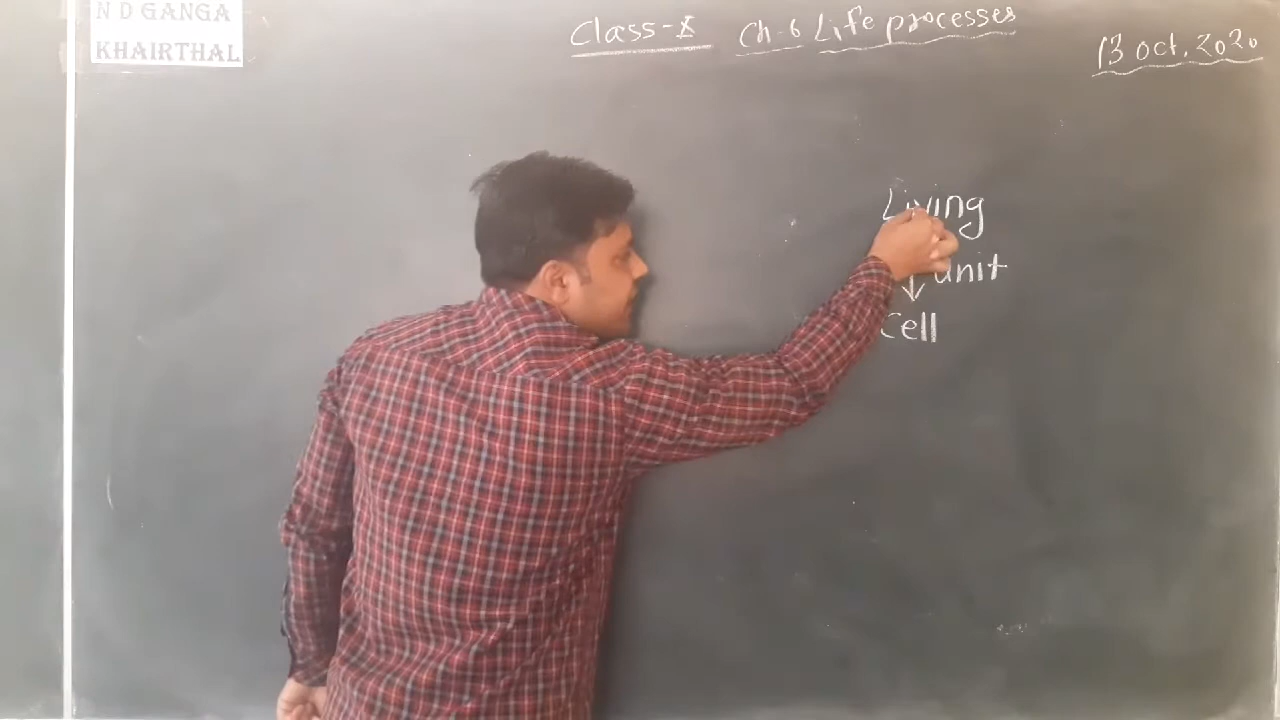 N D GANGA
KHAIRTHAL
Class-X Ch-6 Life processes
13 oct. 2020
Living
unit
Cell